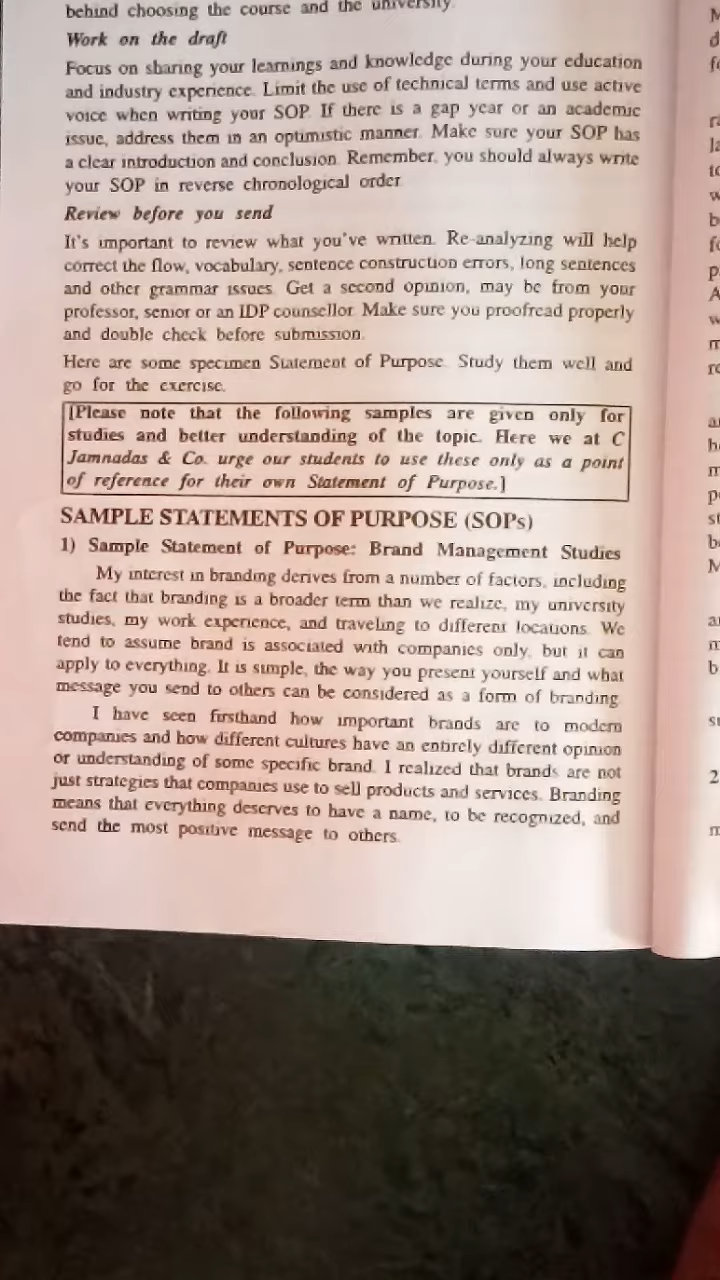 behind choosing the course and the university.
Work on the draft
Focus on sharing your learnings and knowledge during your education
and industry experience. Limit the use of technical terms and use active
voice when writing your SOP. If there is a gap year or an academic
issue, address them in an optimistic manner. Make sure your SOP has
a clear introduction and conclusion. Remember, you should always write
your SOP in reverse chronological order.
Review before you send
It's important to review what you've written. Re-analyzing will help
correct the flow, vocabulary, sentence construction errors, long sentences
and other grammar issues. Get a second opinion, may be from your
professor, senior or an IDP counsellor. Make sure you proofread properly
and double check before submission.
Here are some specimen Statement of Purpose. Study them well and
go for the exercise.
[Please note that the following samples are given only for
studies and better understanding of the topic. Here we at C
Jamnadas & Co. urge our students to use these only as a point
of reference for their own Statement of Purpose.]
SAMPLE STATEMENTS OF PURPOSE (SOPs)
1) Sample Statement of Purpose: Brand Management Studies
My interest in branding derives from a number of factors, including
the fact that branding is a broader term than we realize, my university
studies, my work experience, and traveling to different locations. We
tend to assume brand is associated with companies only, but it can
apply to everything. It is simple, the way you present yourself and what
message you send to others can be considered as a form of branding.
I have seen firsthand how important brands are to modern
companies and how different cultures have an entirely different opinion
or understanding of some specific brand. I realized that brands are not
just strategies that companies use to sell products and services. Branding
means that everything deserves to have a name, to be recognized, and
send the most positive message to others.